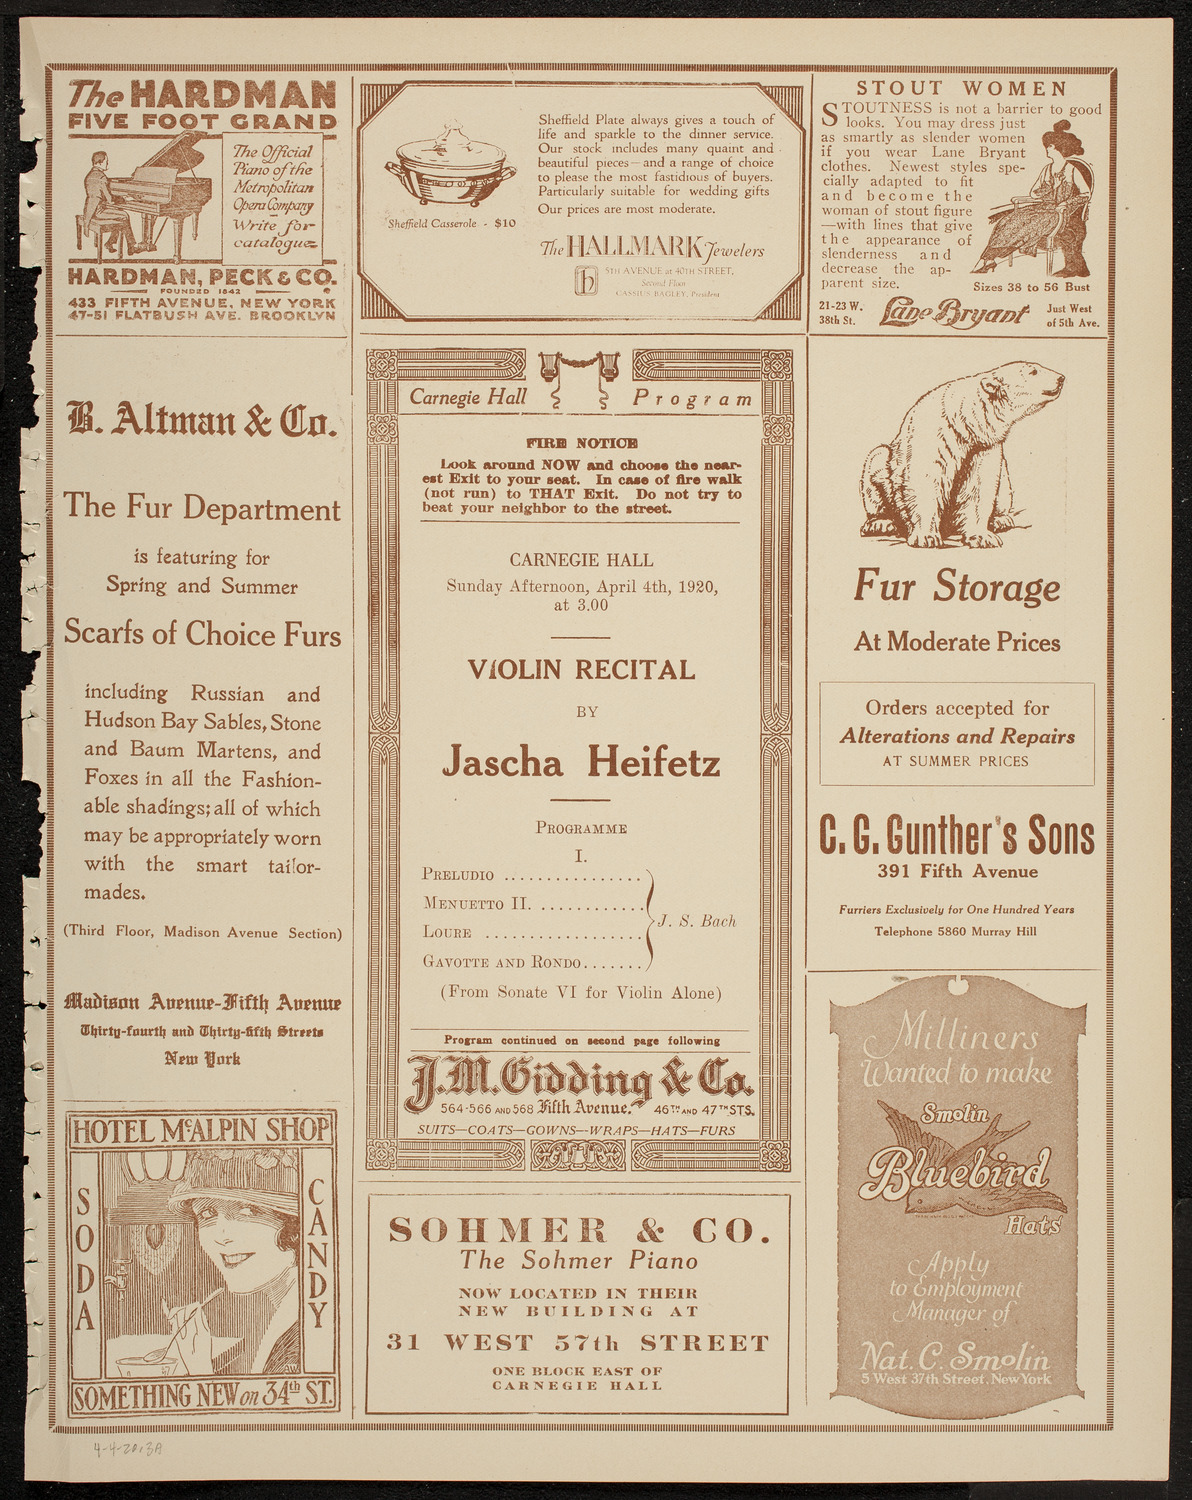 The HARDMAN
FIVE FOOT GRAND
The Official
Piano of the
Metropolitan
Opera Company
Write for
catalogue
HARDMAN, PECK & CO.
FOUNDED 1842
433 FIFTH AVENUE, NEW YORK
47-51 FLATBUSH AVE. BROOKLYN
Sheffield Plate always gives a touch of
life and sparkle to the dinner service.
Our stock includes many quaint and
beautiful pieces—and a range of choice
to please the most fastidious of buyers.
Particularly suitable for wedding gifts
Our prices are most moderate.
Sheffield Casserole - $10
The HALLMARK Jewelers
h
5TH AVENUE at 40TH STREET,
Second Floor
CASSIUS BAGLEY, President
STOUT WOMEN
STOUTNESS is not a barrier to good
looks. You may dress just
as smartly as slender women
if you wear Lane Bryant
clothes. Newest styles spe-
cially adapted to fit
and become the
woman of stout figure
—with lines that give
the appearance of
slenderness and
decrease the ap-
parent size.
Sizes 38 to 56 Bust
21-23 W.
38th St.
Lane Bryant
Just West
of 5th Ave.
B. Altman & Co.
The Fur Department
is featuring for
Spring and Summer
Scarfs of Choice Furs
including Russian and
Hudson Bay Sables, Stone
and Baum Martens, and
Foxes in all the Fashion-
able shadings; all of which
may be appropriately worn
with the smart tailor-
mades.
(Third Floor, Madison Avenue Section)
Madison Avenue-Fifth Avenue
Thirty-fourth and Thirty-fifth Streets
New York
HOTEL McALPIN SHOP
SODA
CANDY
AW
SOMETHING NEW on 34th ST.
Carnegie Hall Program
FIRE NOTICE
Look around NOW and choose the near-
est Exit to your seat. In case of fire walk
(not run) to THAT Exit. Do not try to
beat your neighbor to the street.
CARNEGIE HALL
Sunday Afternoon, April 4th, 1920,
at 3.00
VIOLIN RECITAL
BY
Jascha Heifetz
PROGRAMME
I.
PRELUDIO ................
MENUETTO II. ............
LOURE ..................
GAVOTTE AND RONDO.......
J. S. Bach
(From Sonate VI for Violin Alone)
Program continued on second page following
J. M. Gidding & Co.
564-566 AND 568 Fifth Avenue. 46TH AND 47TH STS.
SUITS—COATS—GOWNS—WRAPS—HATS—FURS
SOHMER & CO.
The Sohmer Piano
NOW LOCATED IN THEIR
NEW BUILDING AT
31 WEST 57th STREET
ONE BLOCK EAST OF
CARNEGIE HALL
Fur Storage
At Moderate Prices
Orders accepted for
Alterations and Repairs
AT SUMMER PRICES
C. G. Gunther's Sons
391 Fifth Avenue
Furriers Exclusively for One Hundred Years
Telephone 5860 Murray Hill
Milliners
Wanted to make
Smolin
Bluebird
Hats
Apply
to Employment
Manager of
Nat. C. Smolin
5 West 37th Street, New York
4-4-20,3A